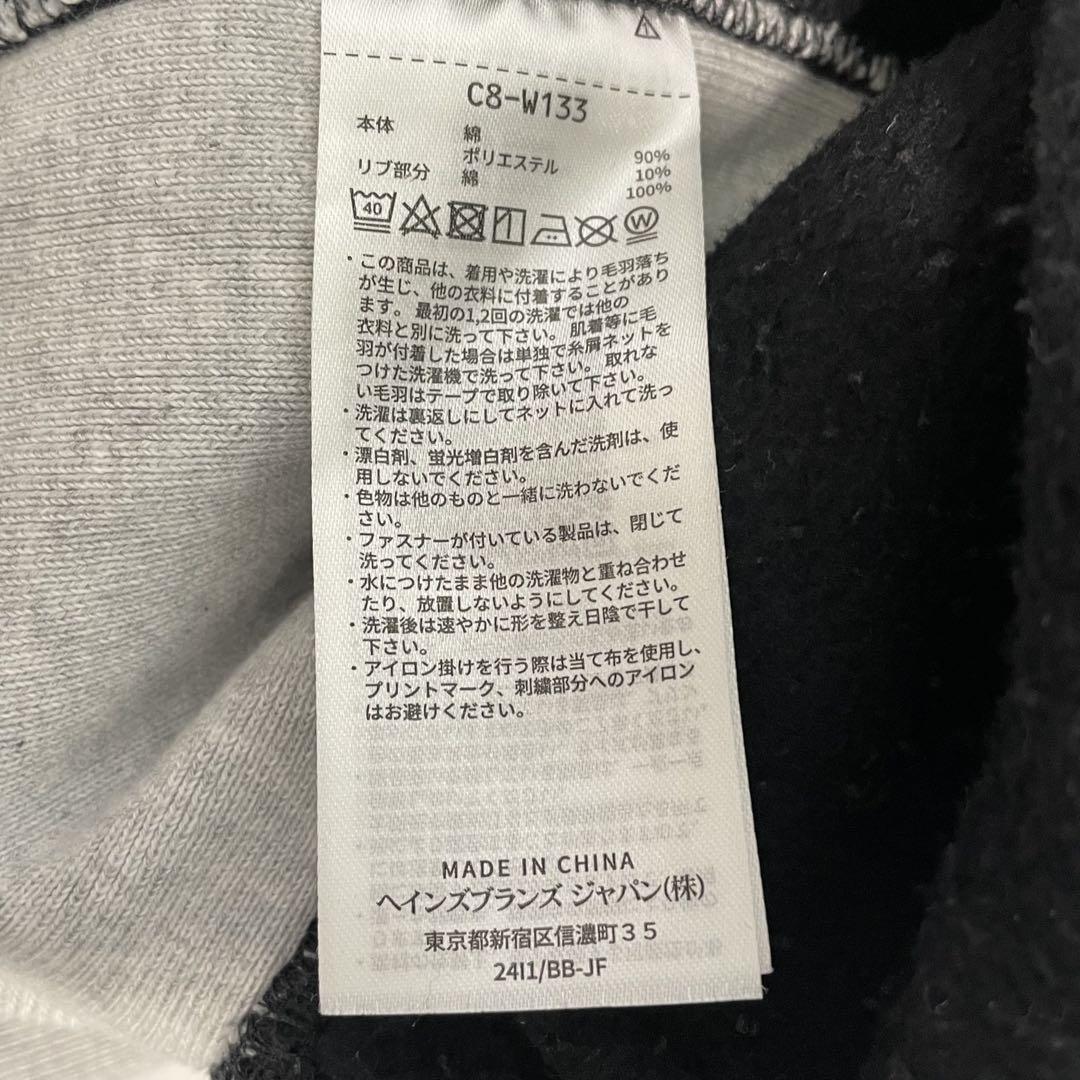 C8-W133
本体 綿 90%
ポリエステル 10%
リブ部分 綿 100%
40
W
・この商品は、着用や洗濯により毛羽落ち
が生じ、他の衣料に付着することがあり
ます。最初の1,2回の洗濯では他の
衣料と別に洗って下さい。肌着等に毛
羽が付着した場合は単独で糸屑ネットを
つけた洗濯機で洗って下さい。取れな
い毛羽はテープで取り除いて下さい。
・洗濯は裏返しにしてネットに入れて洗っ
てください。
・漂白剤、蛍光増白剤を含んだ洗剤は、使
用しないでください。
・色物は他のものと一緒に洗わないでくだ
さい。
・ファスナーが付いている製品は、閉じて
洗ってください。
・水につけたまま他の洗濯物と重ね合わせ
たり、放置しないようにしてください。
・洗濯後は速やかに形を整え日陰で干して
下さい。
・アイロン掛けを行う際は当て布を使用し、
プリントマーク、刺繍部分へのアイロン
はお避けください。
MADE IN CHINA
ヘインズブランズ ジャパン(株)
東京都新宿区信濃町35
24I1/BB-JF